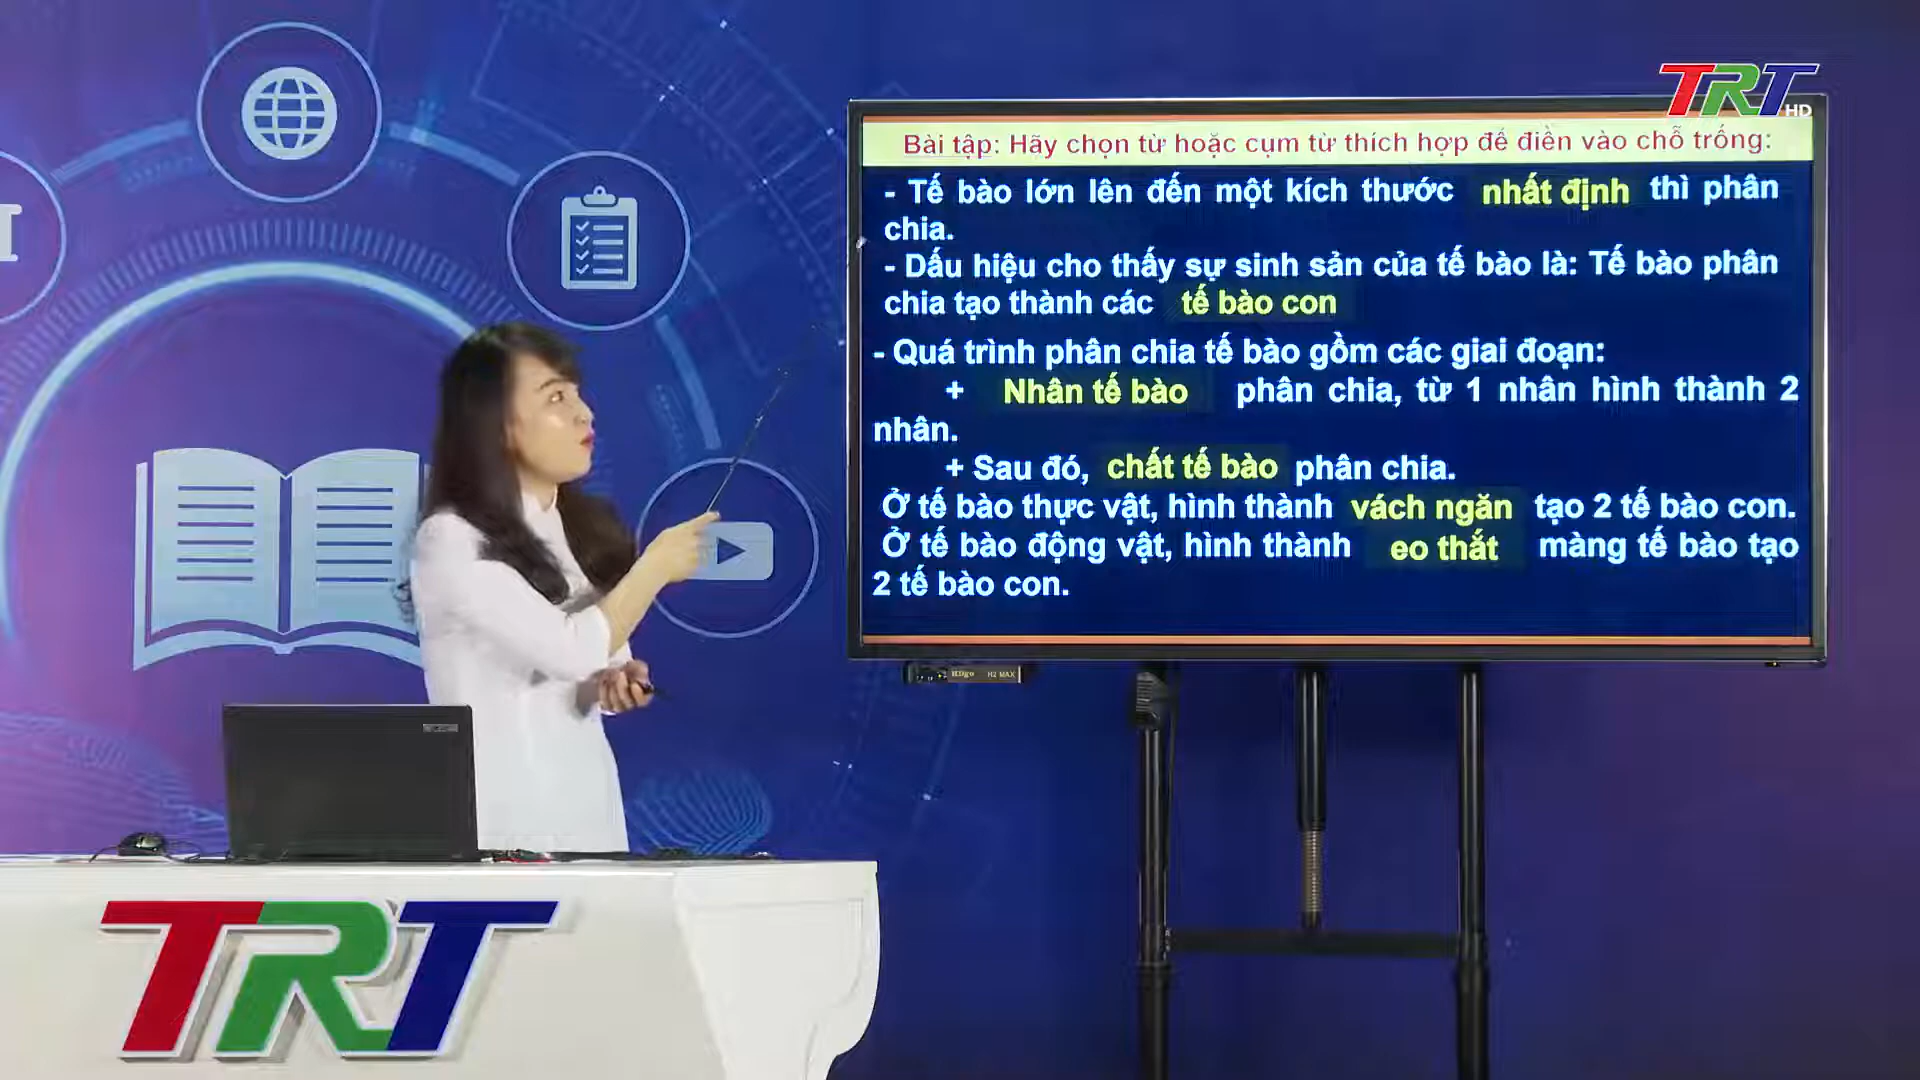 TRT HD
Bài tập: Hãy chọn từ hoặc cụm từ thích hợp để điền vào chỗ trống:
- Tế bào lớn lên đến một kích thước nhất định thì phân
chia.
- Dấu hiệu cho thấy sự sinh sản của tế bào là: Tế bào phân
chia tạo thành các tế bào con
- Quá trình phân chia tế bào gồm các giai đoạn:
+ Nhân tế bào phân chia, từ 1 nhân hình thành 2
nhân.
+ Sau đó, chất tế bào phân chia.
Ở tế bào thực vật, hình thành vách ngăn tạo 2 tế bào con.
Ở tế bào động vật, hình thành eo thắt màng tế bào tạo
2 tế bào con.
H2 MAX
TRT